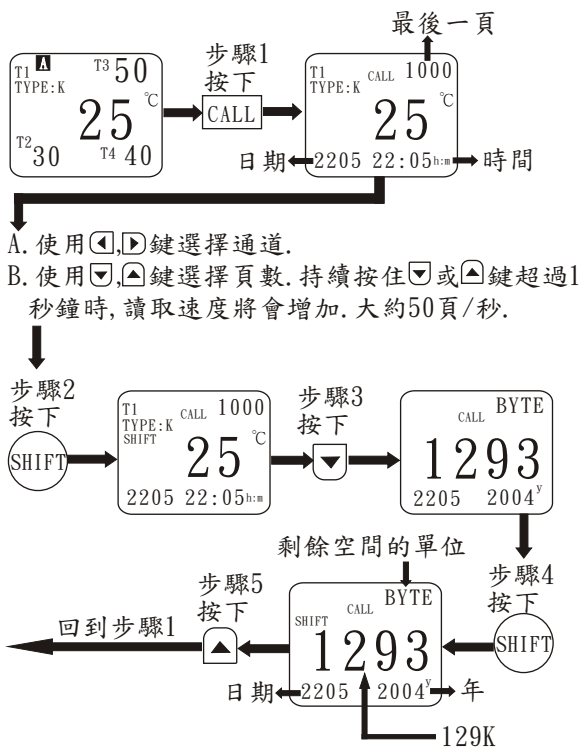 最後一頁
T1 A T3 50
TYPE:K
25 ℃
T2 30 T4 40
步驟1
按下
CALL
T1 CALL 1000
TYPE:K
25 ℃
日期 2205 22:05h:m 時間
A.使用◀,▶鍵選擇通道.
B.使用▼,▲鍵選擇頁數.持續按住▼或▲鍵超過1
秒鐘時,讀取速度將會增加.大約50頁/秒.
步驟2
按下
SHIFT
T1 CALL 1000
TYPE:K
SHIFT
25 ℃
2205 22:05h:m
步驟3
按下
▼
CALL BYTE
1293
2205 2004y
步驟4
按下
SHIFT
剩餘空間的單位
SHIFT CALL BYTE
1293
日期 2205 2004y 年
129K
步驟5
按下
▲
回到步驟1